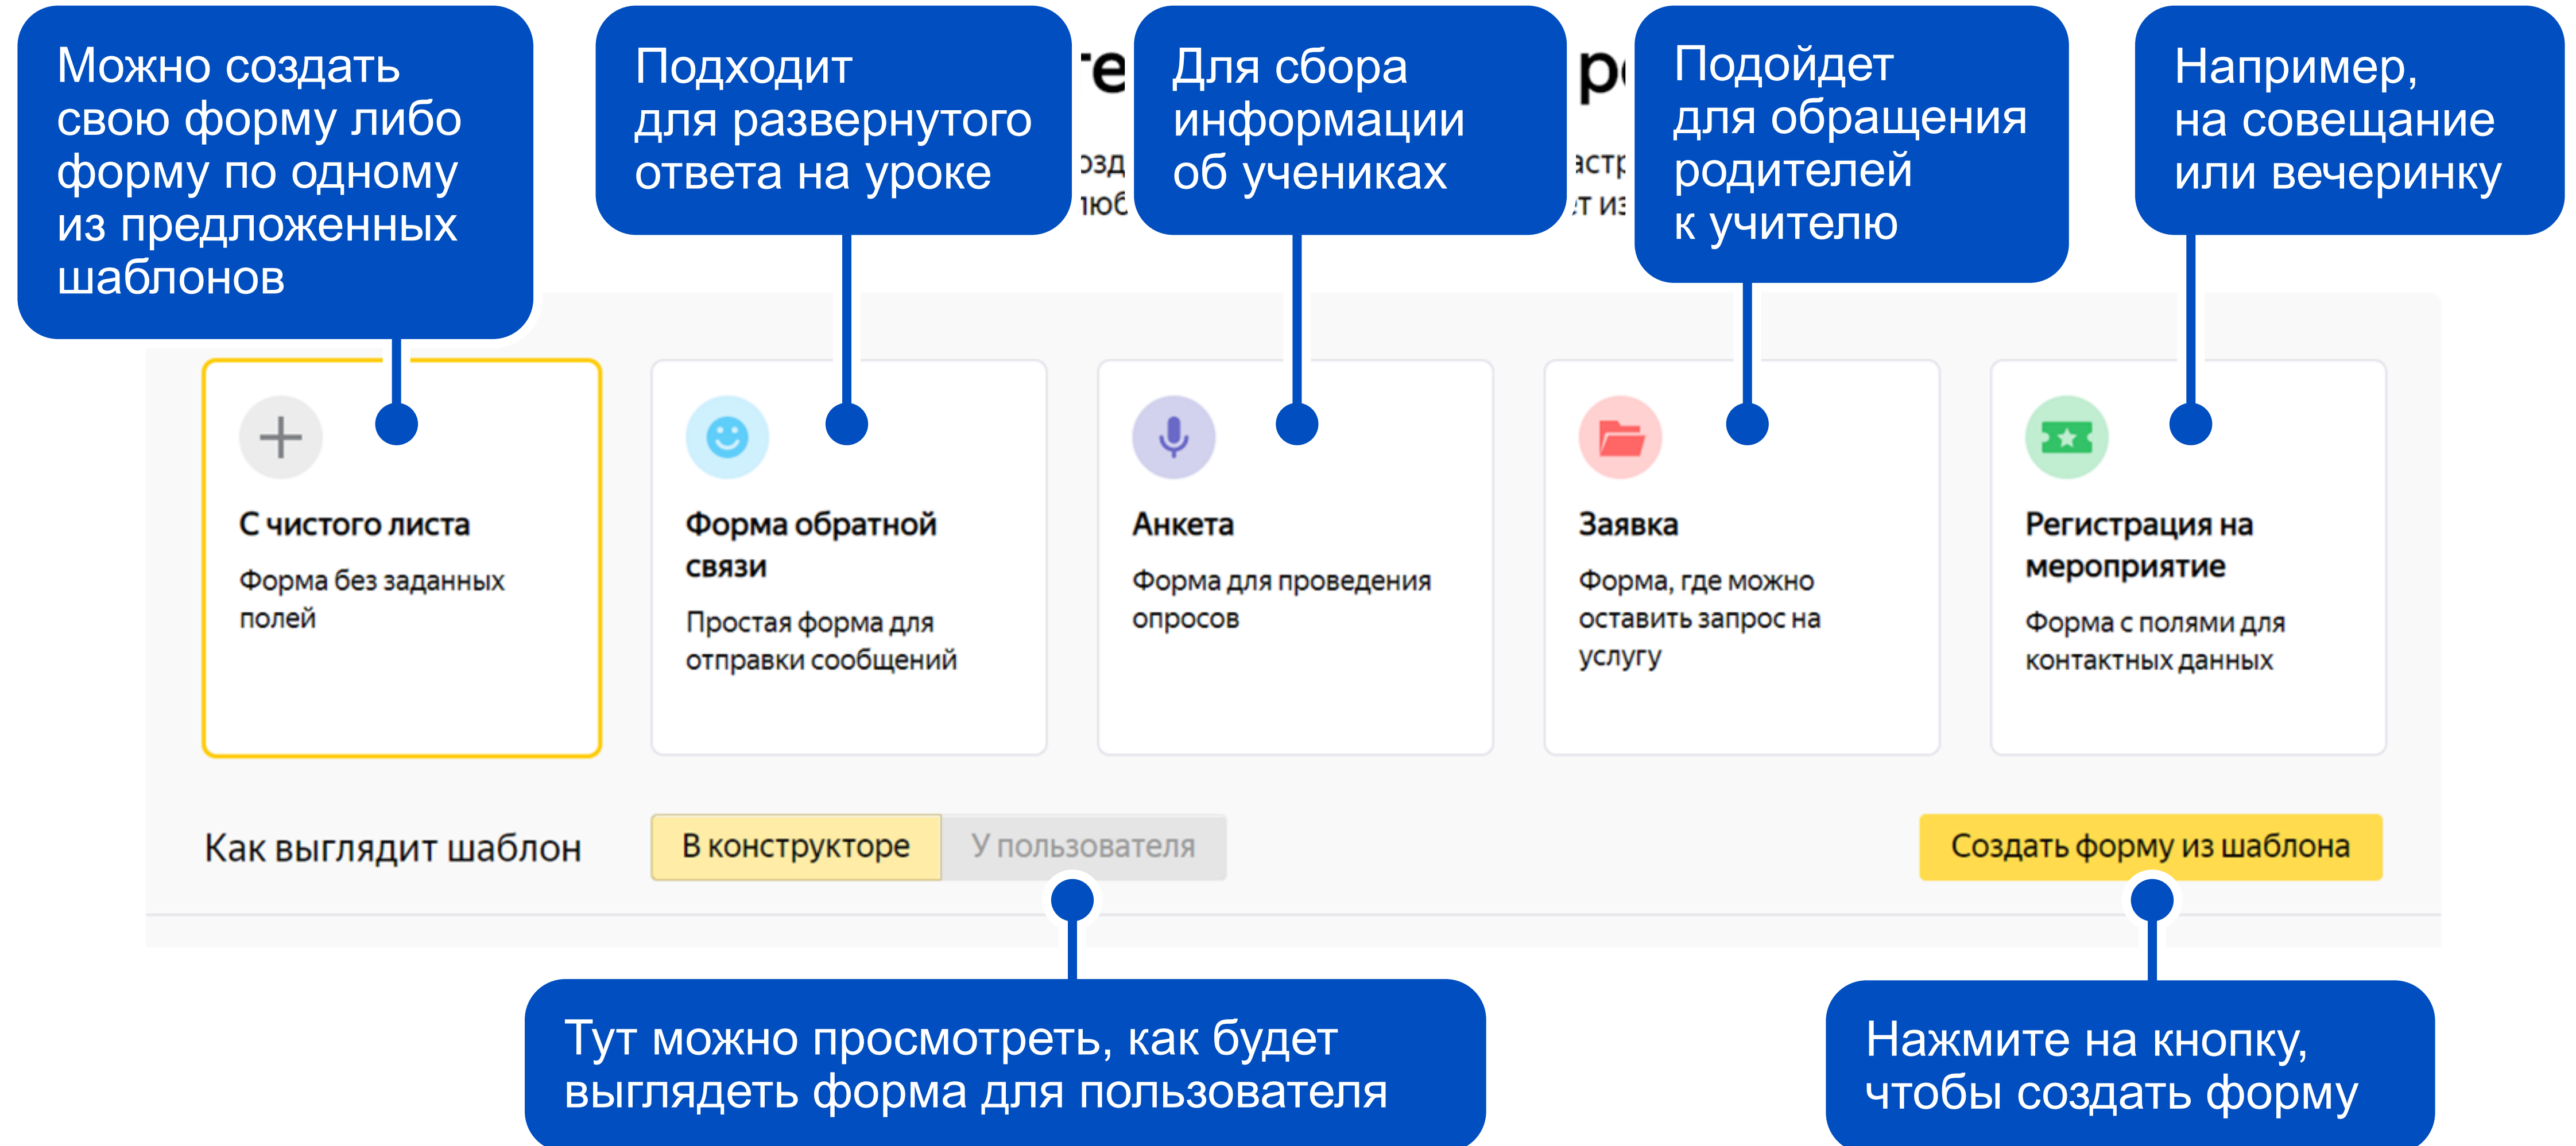 Можно создать
свою форму либо
форму по одному
из предложенных
шаблонов
Подходит
для развернутого
ответа на уроке
Для сбора
информации
об учениках
Подойдет
для обращения
родителей
к учителю
Например,
на совещание
или вечеринку
С чистого листа
Форма без заданных
полей
Форма обратной
связи
Простая форма для
отправки сообщений
Анкета
Форма для проведения
опросов
Заявка
Форма, где можно
оставить запрос на
услугу
Регистрация на
мероприятие
Форма с полями для
контактных данных
Как выглядит шаблон
В конструкторе
У пользователя
Создать форму из шаблона
Тут можно просмотреть, как будет
выглядеть форма для пользователя
Нажмите на кнопку,
чтобы создать форму